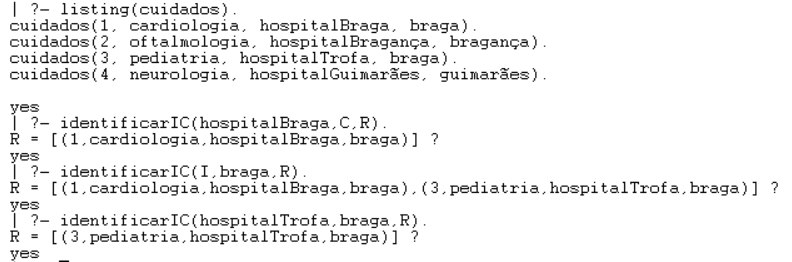 | ?- listing(cuidados).
cuidados(1, cardiologia, hospitalBraga, braga).
cuidados(2, oftalmologia, hospitalBragança, bragança).
cuidados(3, pediatria, hospitalTrofa, braga).
cuidados(4, neurologia, hospitalGuimarães, guimarães).
yes
| ?- identificarIC(hospitalBraga,C,R).
R = [(1,cardiologia,hospitalBraga,braga)] ?
yes
| ?- identificarIC(I,braga,R).
R = [(1,cardiologia,hospitalBraga,braga),(3,pediatria,hospitalTrofa,braga)] ?
yes
| ?- identificarIC(hospitalTrofa,braga,R).
R = [(3,pediatria,hospitalTrofa,braga)] ?
yes _